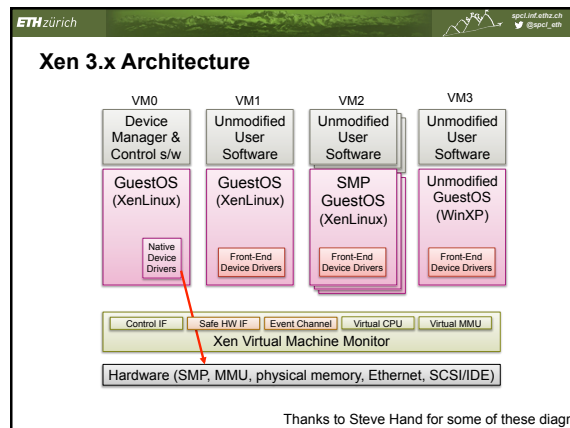 ETH zürich
spcl.inf.ethz.ch
@spcl_eth
Xen 3.x Architecture
VM0
VM1
VM2
VM3
Device
Manager &
Control s/w
Unmodified
User
Software
Unmodified
User
Software
Unmodified
User
Software
GuestOS
(XenLinux)
GuestOS
(XenLinux)
SMP
GuestOS
(XenLinux)
Unmodified
GuestOS
(WinXP)
Native
Device
Drivers
Front-End
Device Drivers
Front-End
Device Drivers
Front-End
Device Drivers
Control IF
Safe HW IF
Event Channel
Virtual CPU
Virtual MMU
Xen Virtual Machine Monitor
Hardware (SMP, MMU, physical memory, Ethernet, SCSI/IDE)
Thanks to Steve Hand for some of these diagr